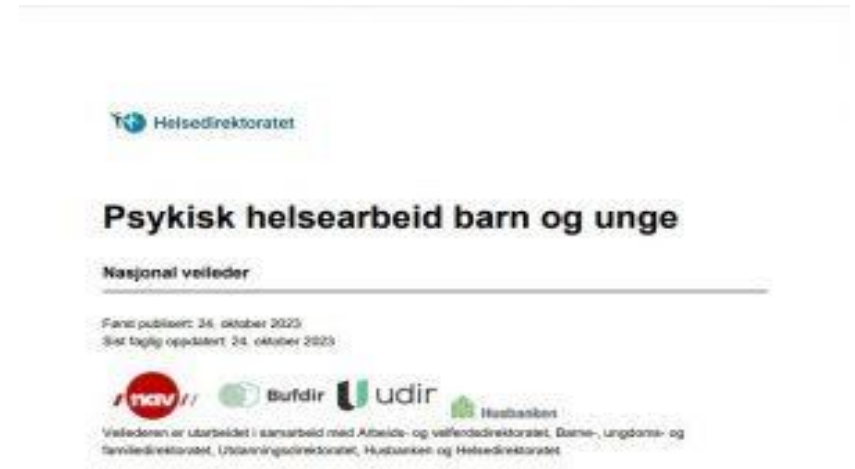 Helsedirektoratet
Psykisk helsearbeid barn og unge
Nasjonal veileder
Først publisert: 24. oktober 2023
Sist faglig oppdatert: 24. oktober 2023
nav Bufdir udir Husbanken
Veilederen er utarbeidet i samarbeid med Arbeids- og velferdsdirektoratet, Barne-, ungdoms- og
familiedirektoratet, Utdanningsdirektoratet, Husbanken og Helsedirektoratet